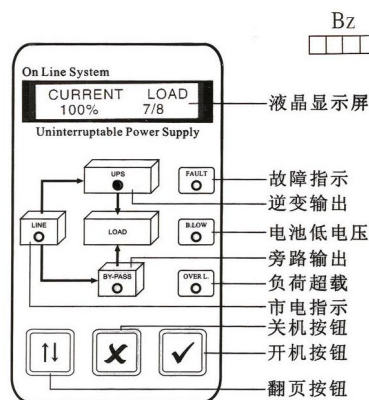 Bz
On Line System
CURRENT LOAD
100% 7/8
液晶显示屏
Uninterruptable Power Supply
UPS
FAULT
故障指示
逆变输出
LINE
LOAD
B.LOW
电池低电压
旁路输出
BY-PASS
OVER L.
负荷超载
市电指示
关机按钮
开机按钮
翻页按钮